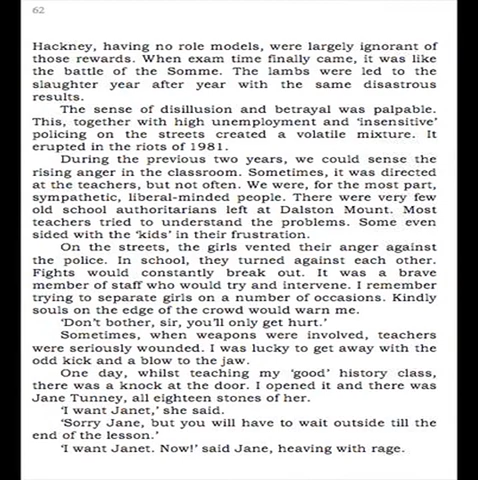 62
Hackney, having no role models, were largely ignorant of
those rewards. When exam time finally came, it was like
the battle of the Somme. The lambs were led to the
slaughter year after year with the same disastrous
results.
The sense of disillusion and betrayal was palpable.
This, together with high unemployment and ‘insensitive’
policing on the streets created a volatile mixture. It
erupted in the riots of 1981.
During the previous two years, we could sense the
rising anger in the classroom. Sometimes, it was directed
at the teachers, but not often. We were, for the most part,
sympathetic, liberal-minded people. There were very few
old school authoritarians left at Dalston Mount. Most
teachers tried to understand the problems. Some even
sided with the ‘kids’ in their frustration.
On the streets, the girls vented their anger against
the police. In school, they turned against each other.
Fights would constantly break out. It was a brave
member of staff who would try and intervene. I remember
trying to separate girls on a number of occasions. Kindly
souls on the edge of the crowd would warn me.
‘Don’t bother, sir, you’ll only get hurt.’
Sometimes, when weapons were involved, teachers
were seriously wounded. I was lucky to get away with the
odd kick and a blow to the jaw.
One day, whilst teaching my ‘good’ history class,
there was a knock at the door. I opened it and there was
Jane Tunney, all eighteen stones of her.
‘I want Janet,’ she said.
‘Sorry Jane, but you will have to wait outside till the
end of the lesson.’
‘I want Janet. Now!’ said Jane, heaving with rage.